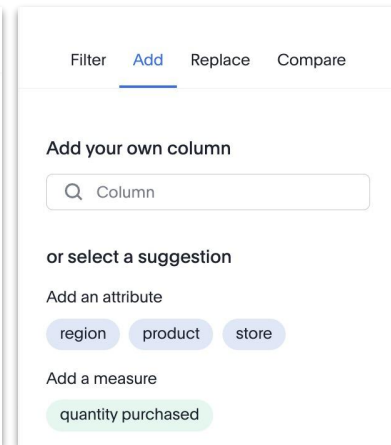 Filter Add Replace Compare
Add your own column
Column
or select a suggestion
Add an attribute
region product store
Add a measure
quantity purchased